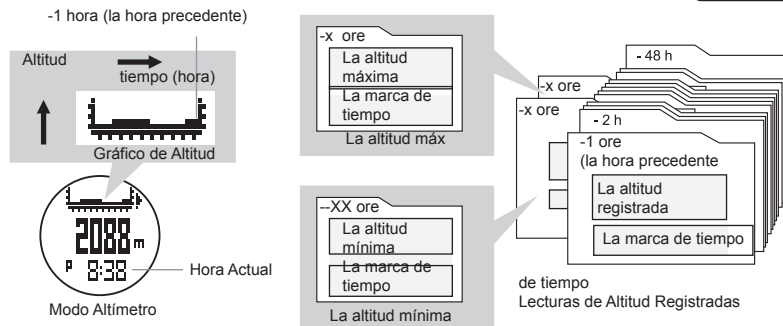 -1 hora (la hora precedente)
Altitud
tiempo (hora)
Gráfico de Altitud
2088 m
P 8:38
Hora Actual
Modo Altímetro
-x ore
La altitud
máxima
La marca de
tiempo
La altitud máx
--XX ore
La altitud
mínima
La marca de
tiempo
La altitud mínima
- 48 h
-x ore
-x ore
- 2 h
-1 ore
(la hora precedente
La altitud
registrada
La marca de tiempo
de tiempo
Lecturas de Altitud Registradas